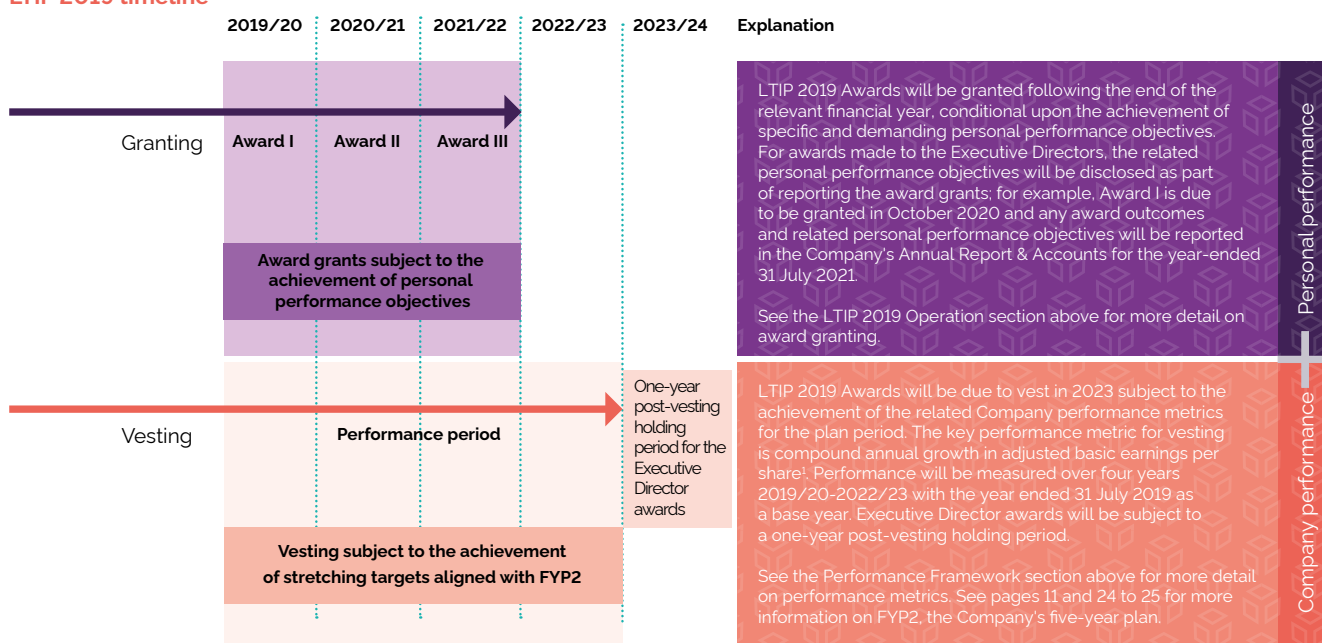 LTIP 2019 timeline
2019/20 2020/21 2021/22 2022/23 2023/24 Explanation
Granting
Award I Award II Award III
Award grants subject to the
achievement of personal
performance objectives
LTIP 2019 Awards will be granted following the end of the
relevant financial year, conditional upon the achievement of
specific and demanding personal performance objectives.
For awards made to the Executive Directors, the related
personal performance objectives will be disclosed as part
of reporting the award grants; for example, Award I is due
to be granted in October 2020 and any award outcomes
and related personal performance objectives will be reported
in the Company's Annual Report & Accounts for the year-ended
31 July 2021.
See the LTIP 2019 Operation section above for more detail on
award granting.
Personal performance
Vesting
Performance period
One-year
post-vesting
holding
period for the
Executive
Director
awards
Vesting subject to the achievement
of stretching targets aligned with FYP2
LTIP 2019 Awards will be due to vest in 2023 subject to the
achievement of the related Company performance metrics
for the plan period. The key performance metric for vesting
is compound annual growth in adjusted basic earnings per
share¹. Performance will be measured over four years
2019/20-2022/23 with the year ended 31 July 2019 as
a base year. Executive Director awards will be subject to
a one-year post-vesting holding period.
See the Performance Framework section above for more detail
on performance metrics. See pages 11 and 24 to 25 for more
information on FYP2, the Company's five-year plan.
Company performance